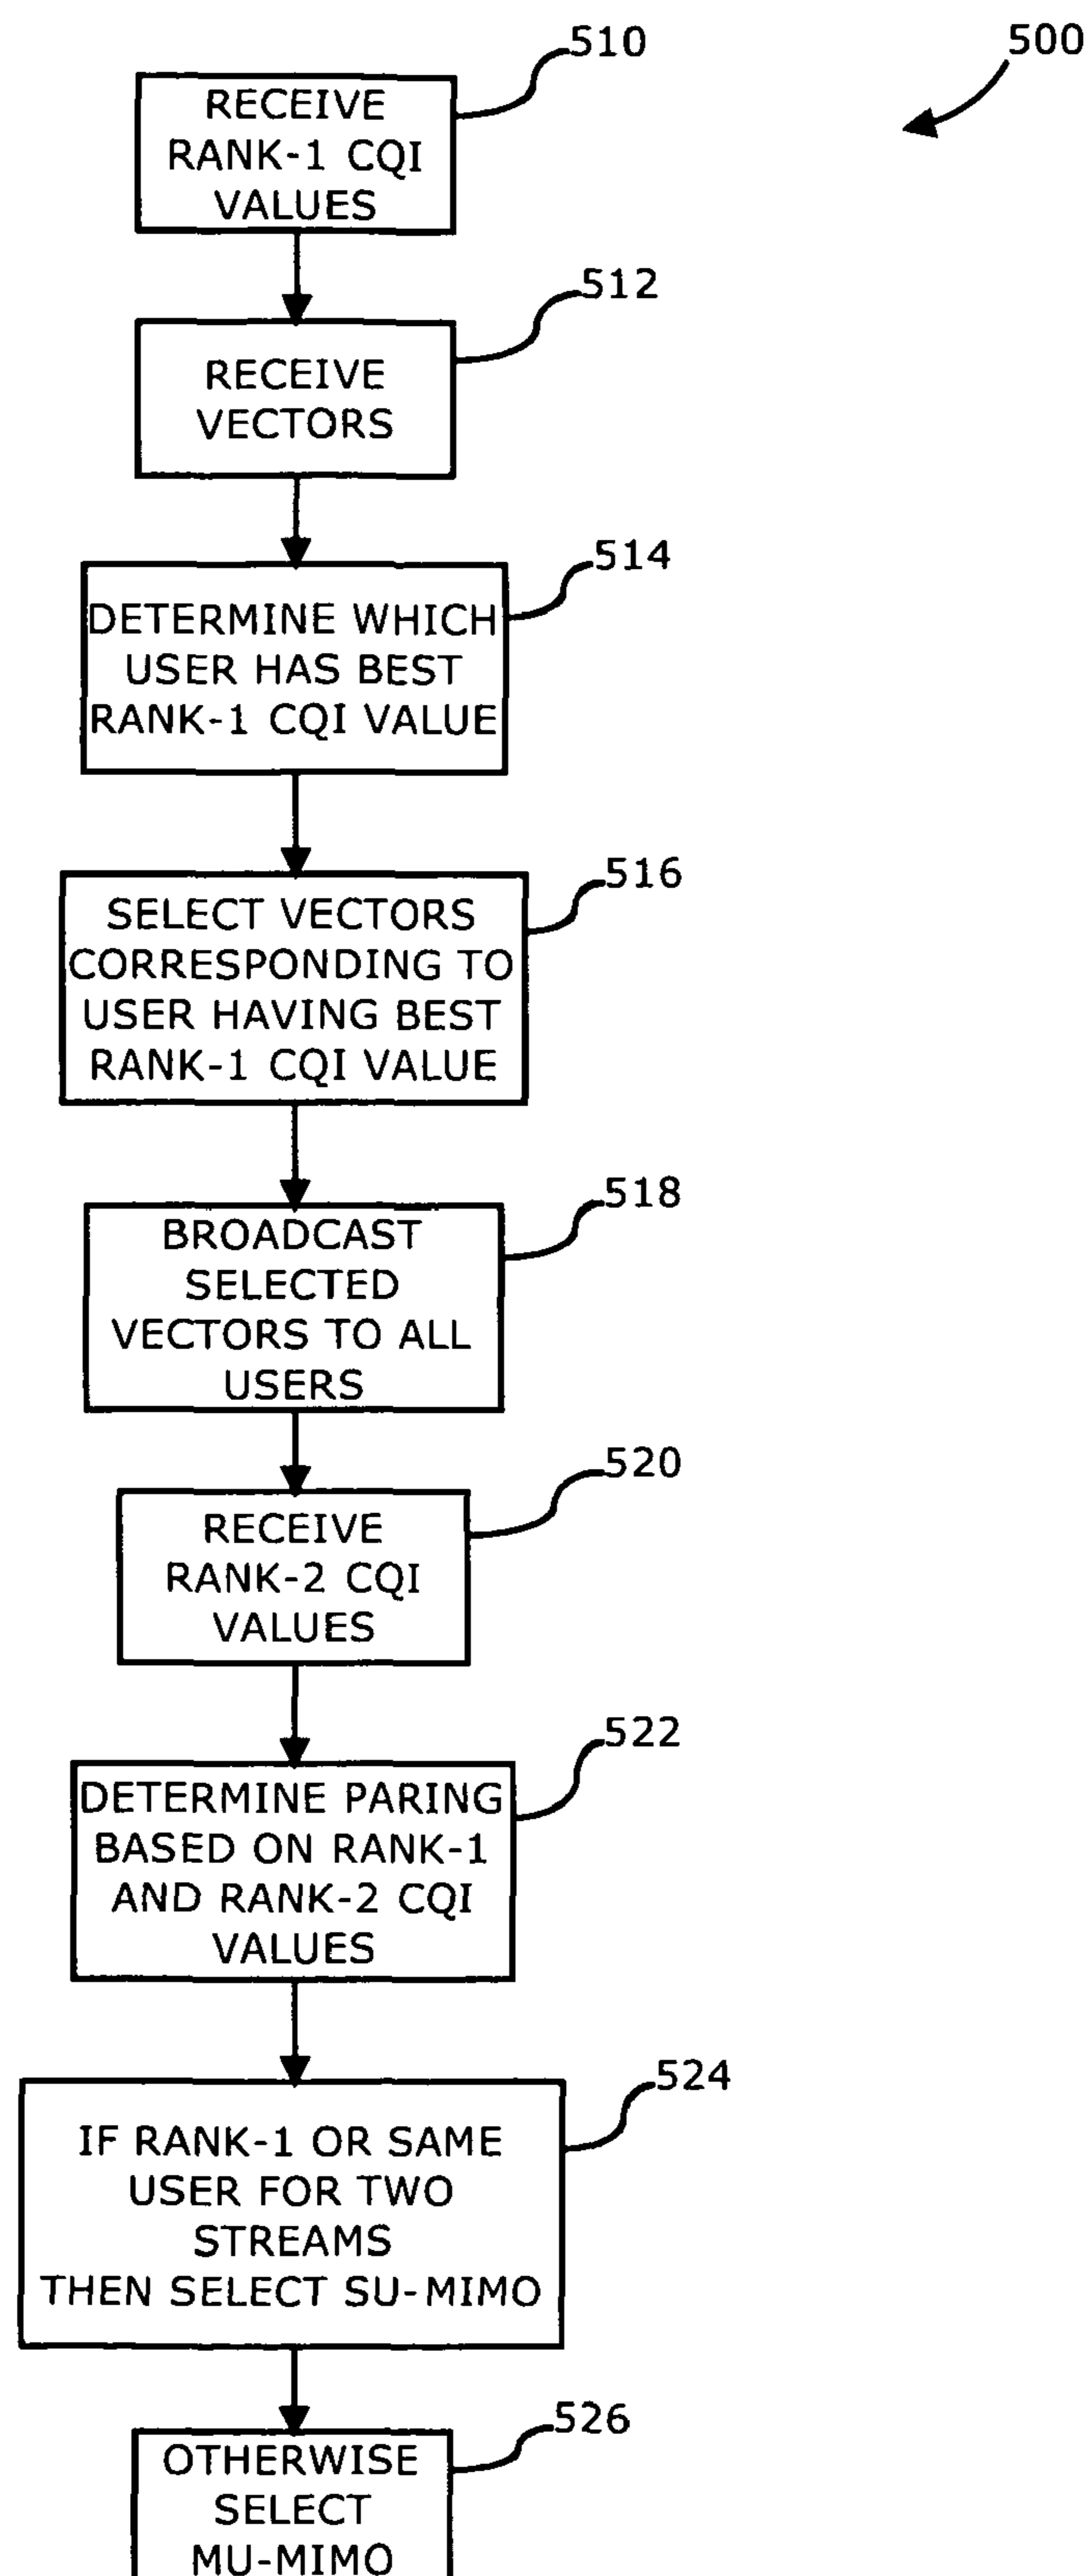 500
510
RECEIVE
RANK-1 CQI
VALUES
512
RECEIVE
VECTORS
514
DETERMINE WHICH
USER HAS BEST
RANK-1 CQI VALUE
516
SELECT VECTORS
CORRESPONDING TO
USER HAVING BEST
RANK-1 CQI VALUE
518
BROADCAST
SELECTED
VECTORS TO ALL
USERS
520
RECEIVE
RANK-2 CQI
VALUES
522
DETERMINE PARING
BASED ON RANK-1
AND RANK-2 CQI
VALUES
524
IF RANK-1 OR SAME
USER FOR TWO
STREAMS
THEN SELECT SU-MIMO
526
OTHERWISE
SELECT
MU-MIMO